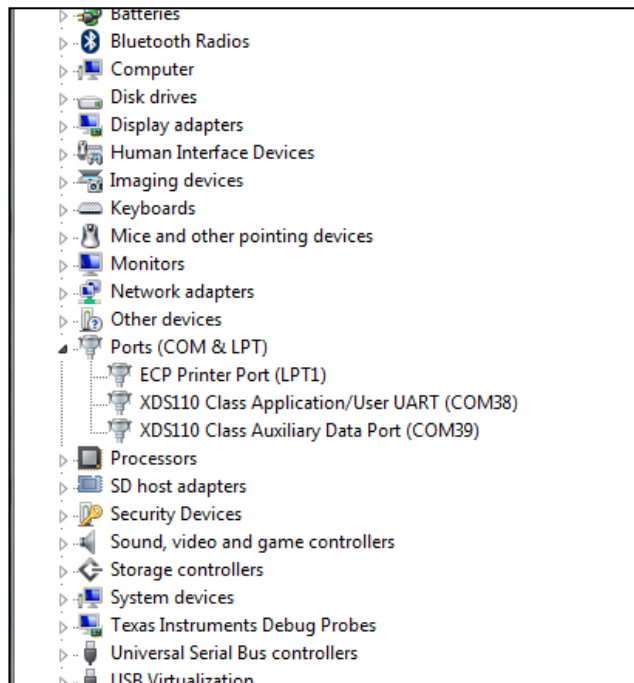 Batteries
Bluetooth Radios
Computer
Disk drives
Display adapters
Human Interface Devices
Imaging devices
Keyboards
Mice and other pointing devices
Monitors
Network adapters
Other devices
Ports (COM & LPT)
ECP Printer Port (LPT1)
XDS110 Class Application/User UART (COM38)
XDS110 Class Auxiliary Data Port (COM39)
Processors
SD host adapters
Security Devices
Sound, video and game controllers
Storage controllers
System devices
Texas Instruments Debug Probes
Universal Serial Bus controllers
USB Virtualization